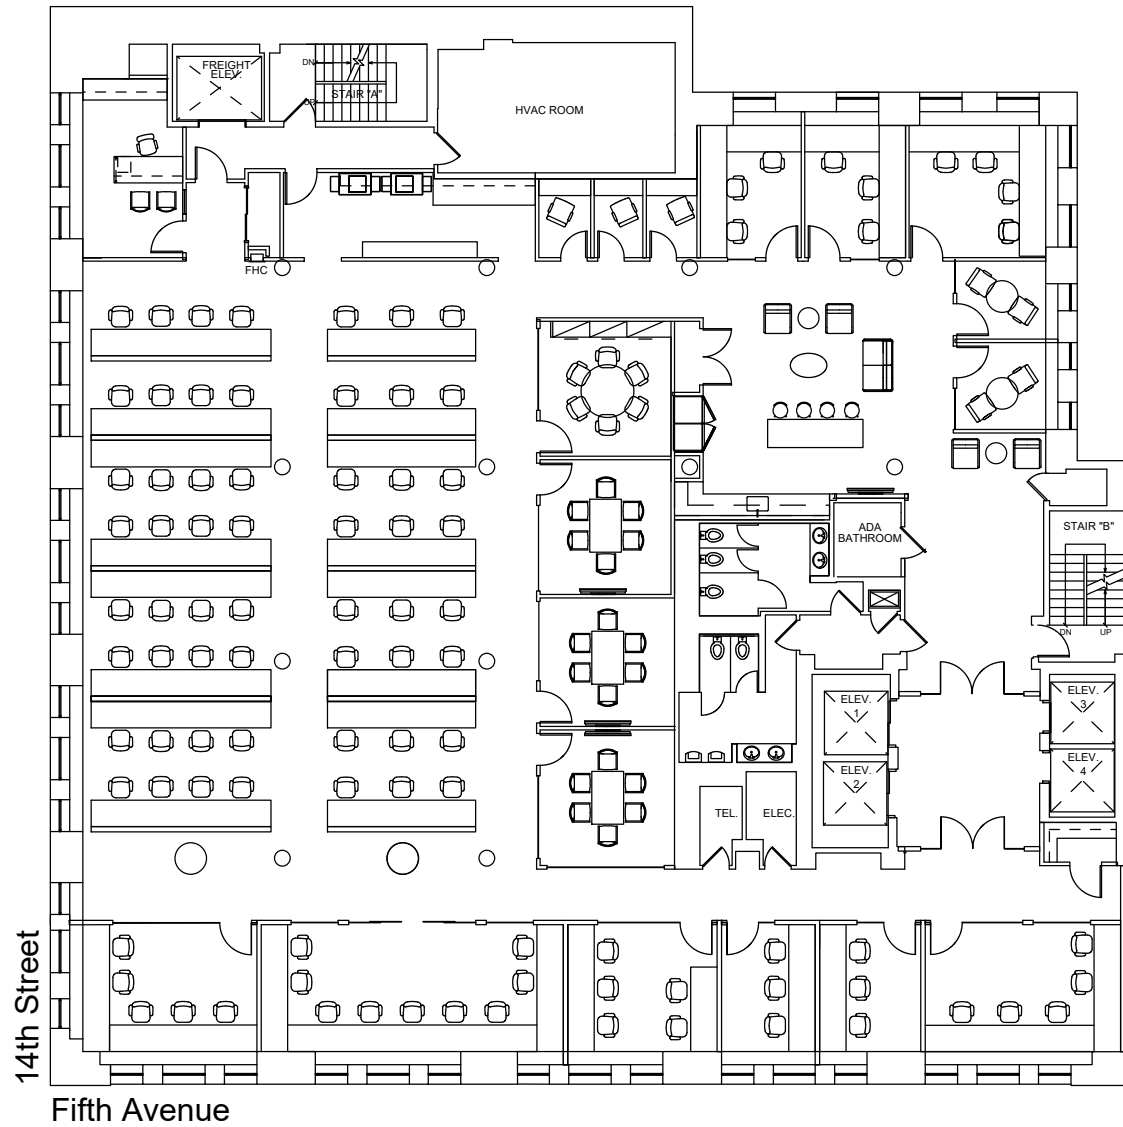 FREIGHT
ELEV.
DN
STAIR "A"
UP
HVAC ROOM
FHC
ADA
BATHROOM
STAIR "B"
DN
UP
ELEV.
1
ELEV.
2
ELEV.
3
ELEV.
4
TEL.
ELEC.
14th Street
Fifth Avenue